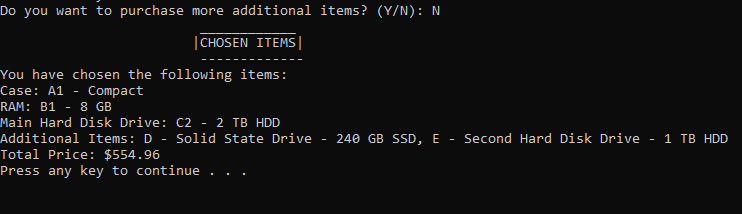 Do you want to purchase more additional items? (Y/N): N
____________
|CHOSEN ITEMS|
-------------
You have chosen the following items:
Case: A1 - Compact
RAM: B1 - 8 GB
Main Hard Disk Drive: C2 - 2 TB HDD
Additional Items: D - Solid State Drive - 240 GB SSD, E - Second Hard Disk Drive - 1 TB HDD
Total Price: $554.96
Press any key to continue . . .